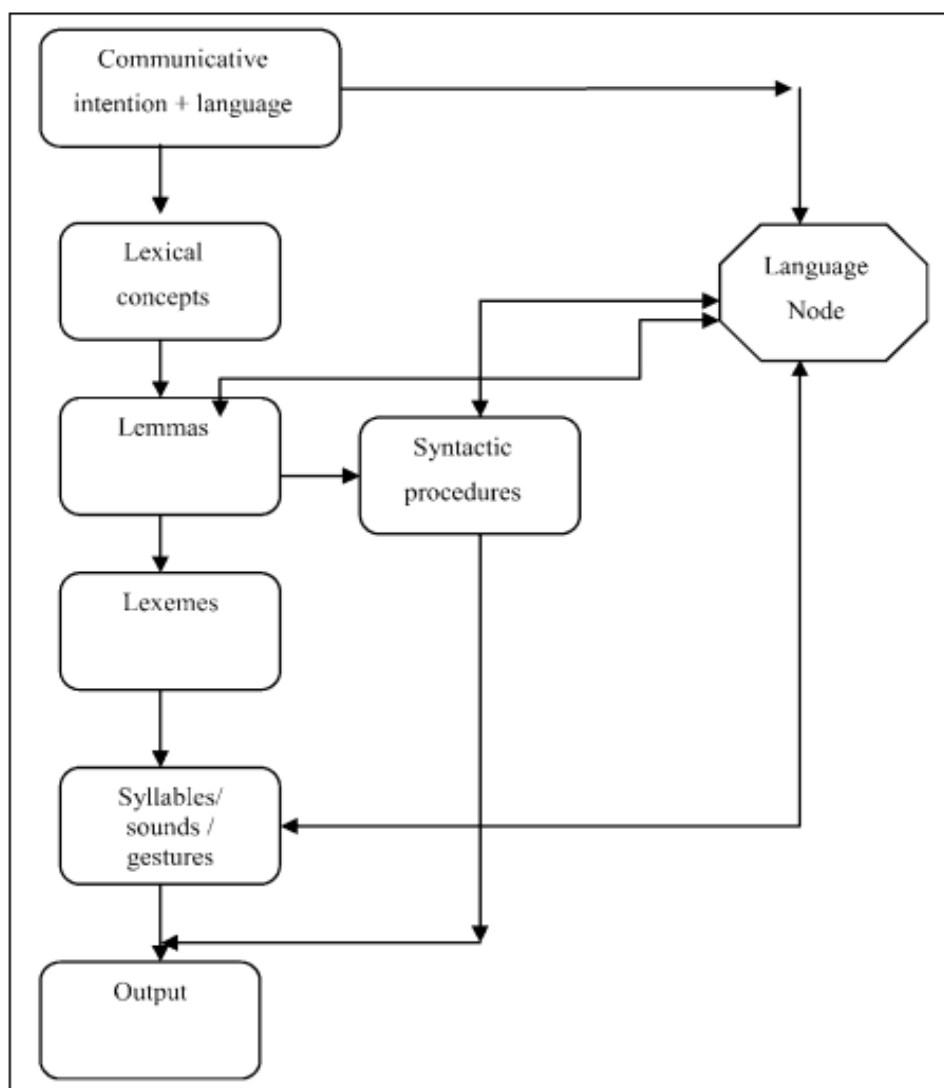 Communicative
intention + language
Lexical
concepts
Language
Node
Lemmas
Syntactic
procedures
Lexemes
Syllables/
sounds /
gestures
Output